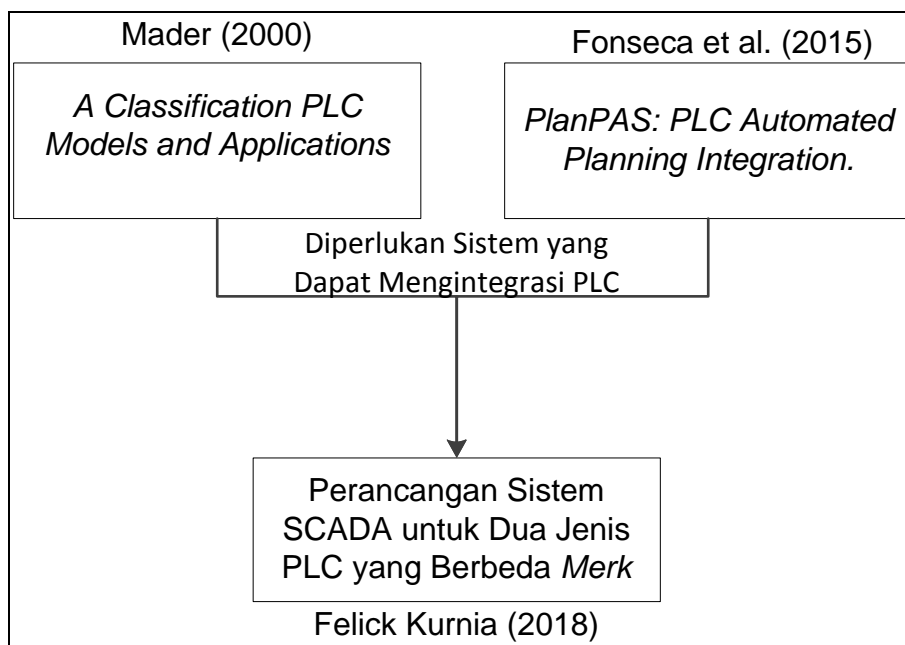 Mader (2000)
A Classification PLC
Models and Applications
Fonseca et al. (2015)
PlanPAS: PLC Automated
Planning Integration.
Diperlukan Sistem yang
Dapat Mengintegrasi PLC
Perancangan Sistem
SCADA untuk Dua Jenis
PLC yang Berbeda Merk
Felick Kurnia (2018)